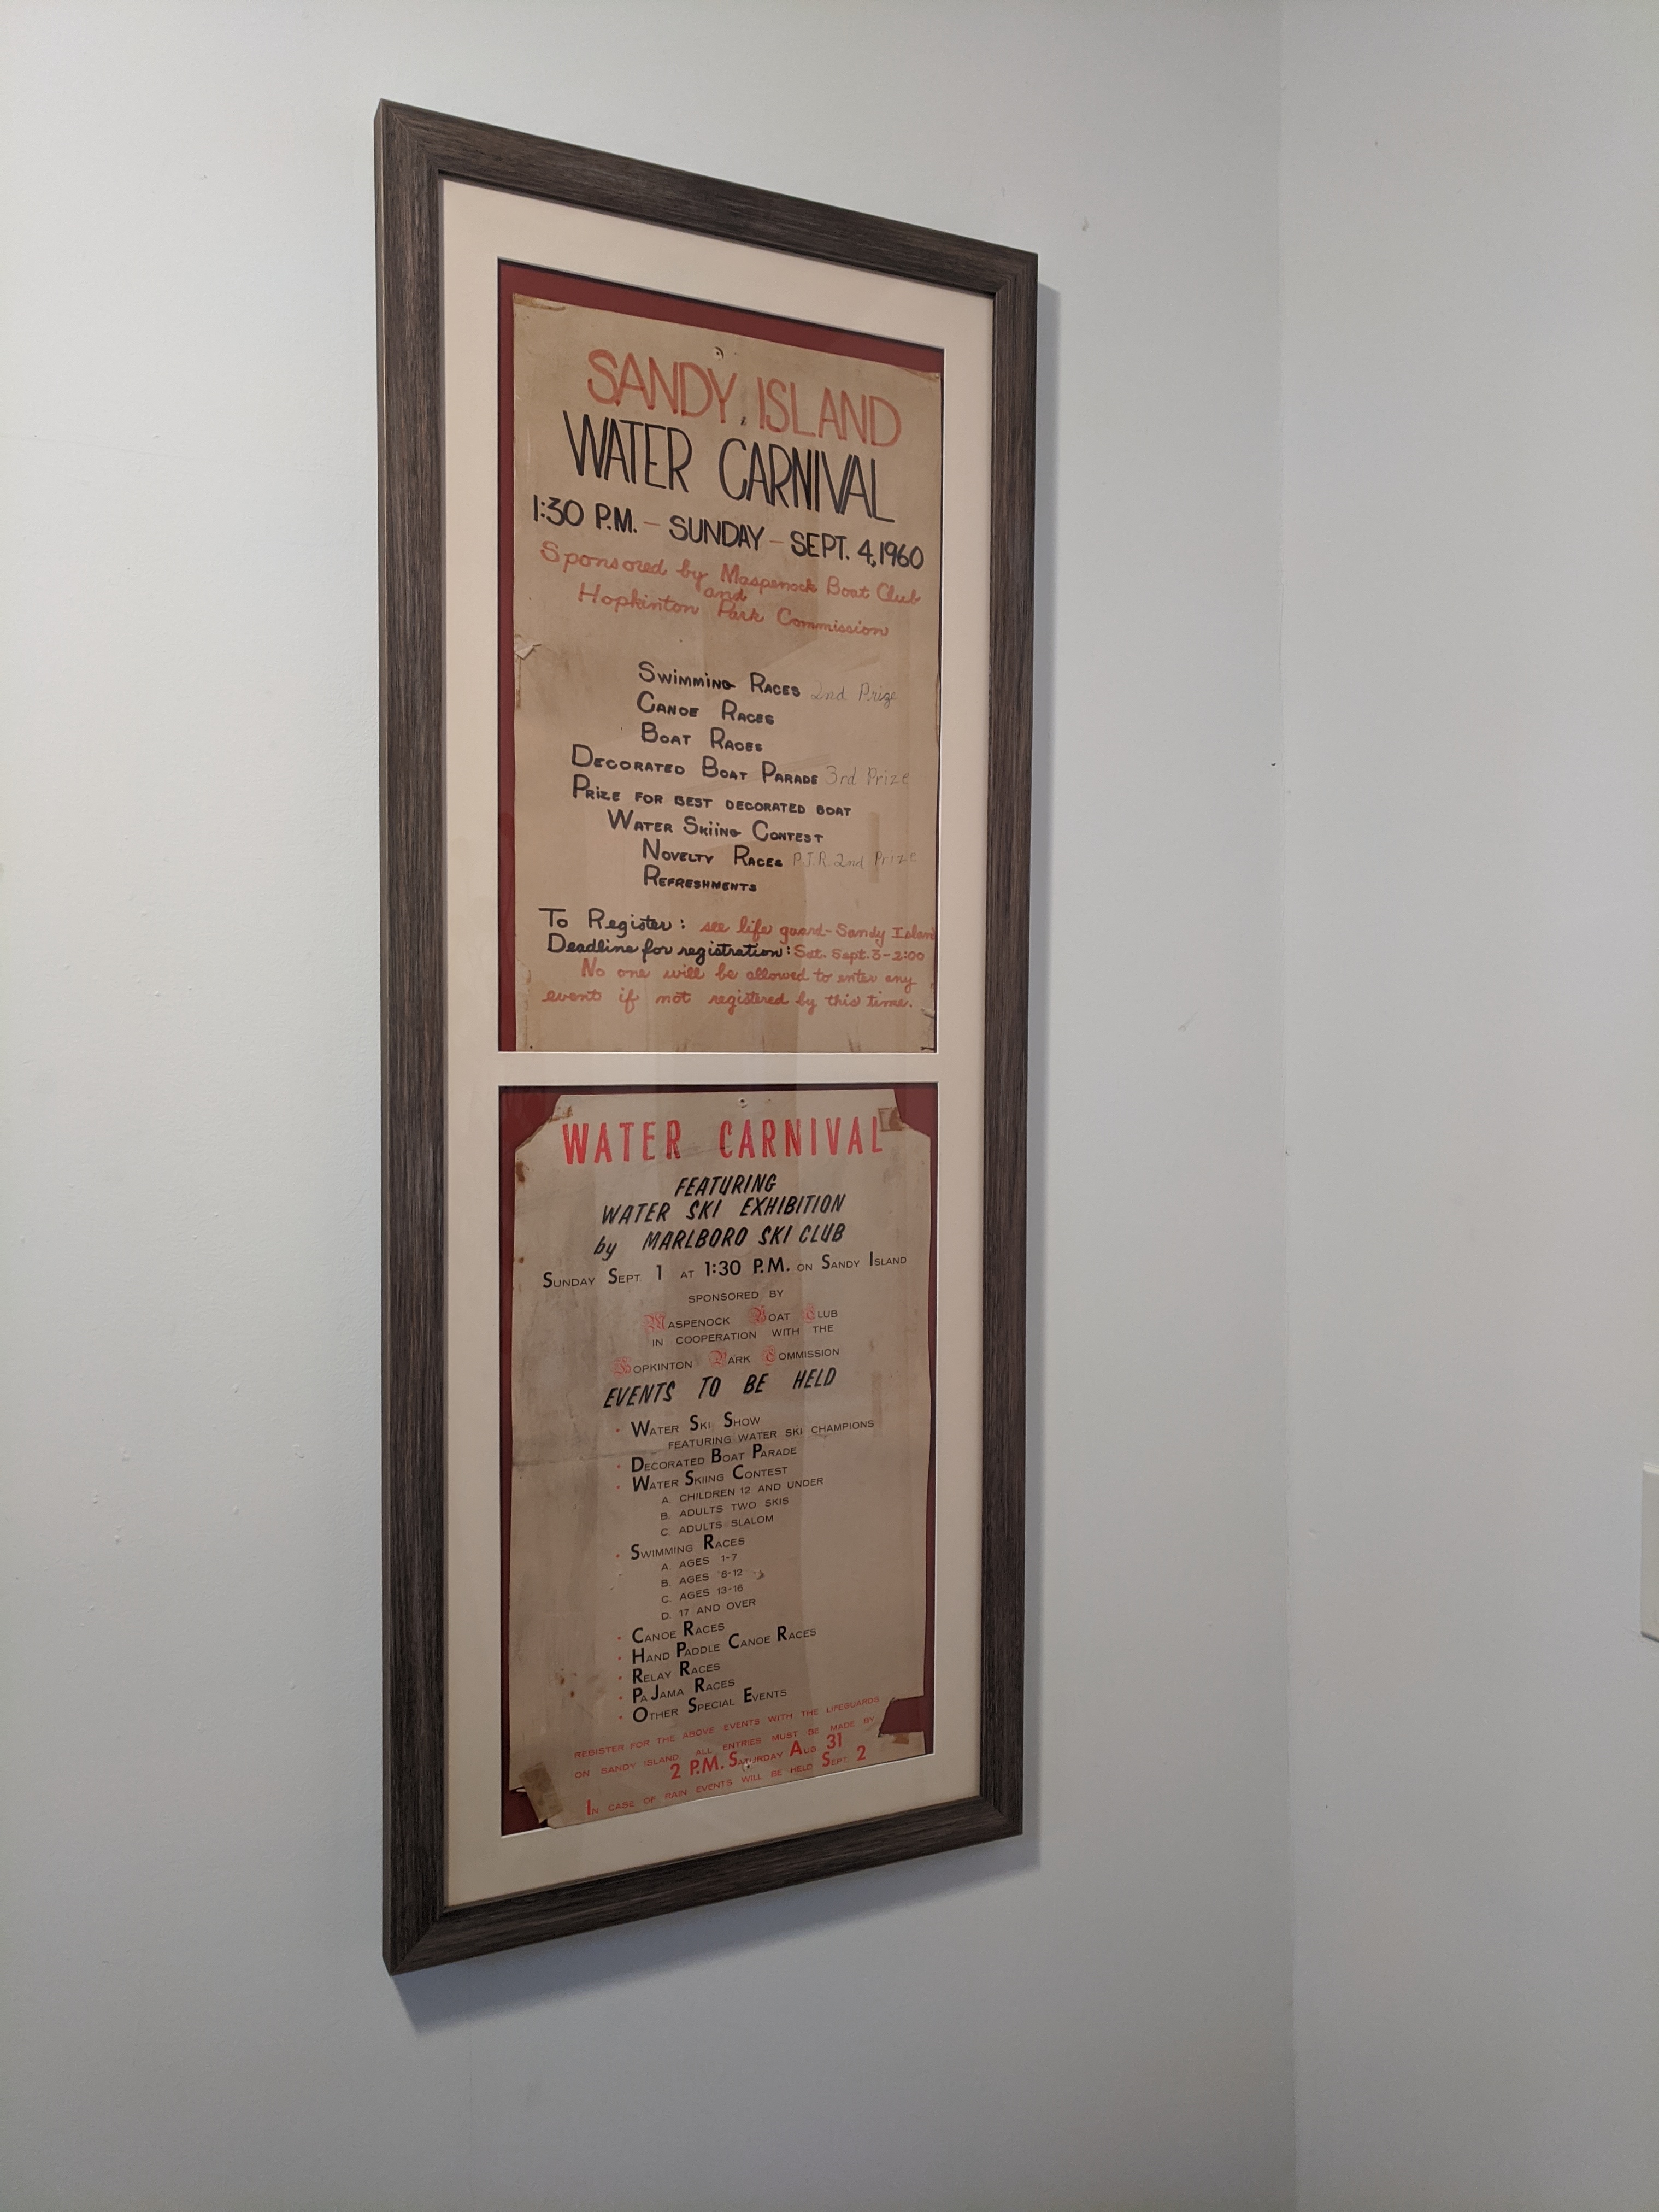 SANDY ISLAND
WATER CARNIVAL
1:30 P.M. - SUNDAY - SEPT. 4, 1960
Sponsored by Maspenock Boat Club
and
Hopkinton Park Commission
SWIMMING RACES 2nd Prize
CANOE RACES
BOAT RACES
DECORATED BOAT PARADE 3rd Prize
PRIZE FOR BEST DECORATED BOAT
WATER SKIING CONTEST
NOVELTY RACES P.J.R. 2nd Prize
REFRESHMENTS
To Register: see life guard - Sandy Island
Deadline for registration: Sat. Sept. 3 - 2:00
No one will be allowed to enter any
event if not registered by this time.
WATER CARNIVAL
FEATURING
WATER SKI EXHIBITION
by MARLBORO SKI CLUB
SUNDAY SEPT. 1 AT 1:30 P.M. ON SANDY ISLAND
SPONSORED BY
MASPENOCK BOAT CLUB
IN COOPERATION WITH THE
HOPKINTON PARK COMMISSION
EVENTS TO BE HELD
• WATER SKI SHOW
FEATURING WATER SKI CHAMPIONS
• DECORATED BOAT PARADE
• WATER SKIING CONTEST
A. CHILDREN 12 AND UNDER
B. ADULTS TWO SKIS
C. ADULTS SLALOM
• SWIMMING RACES
A. AGES 1-7
B. AGES 8-12
C. AGES 13-16
D. 17 AND OVER
• CANOE RACES
• HAND PADDLE CANOE RACES
• RELAY RACES
• PAJAMA RACES
• OTHER SPECIAL EVENTS
REGISTER FOR THE ABOVE EVENTS WITH THE LIFEGUARDS
ON SANDY ISLAND. ALL ENTRIES MUST BE MADE BY
2 P.M. SATURDAY AUG 31
IN CASE OF RAIN EVENTS WILL BE HELD SEPT. 2